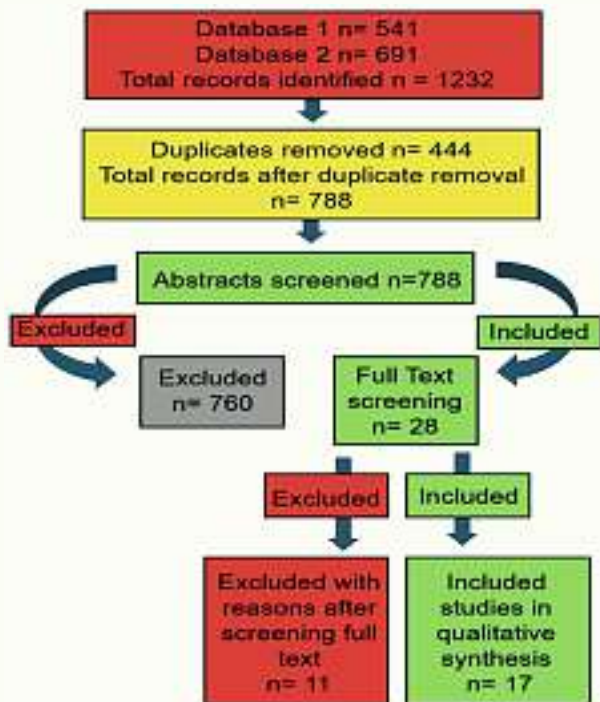 Database 1 n= 541
Database 2 n= 691
Total records identified n = 1232
Duplicates removed n= 444
Total records after duplicate removal
n= 788
Abstracts screened n=788
Excluded
Included
Excluded
n= 760
Full Text
screening
n= 28
Excluded
Included
Excluded with
reasons after
screening full
text
n= 11
Included
studies in
qualitative
synthesis
n= 17